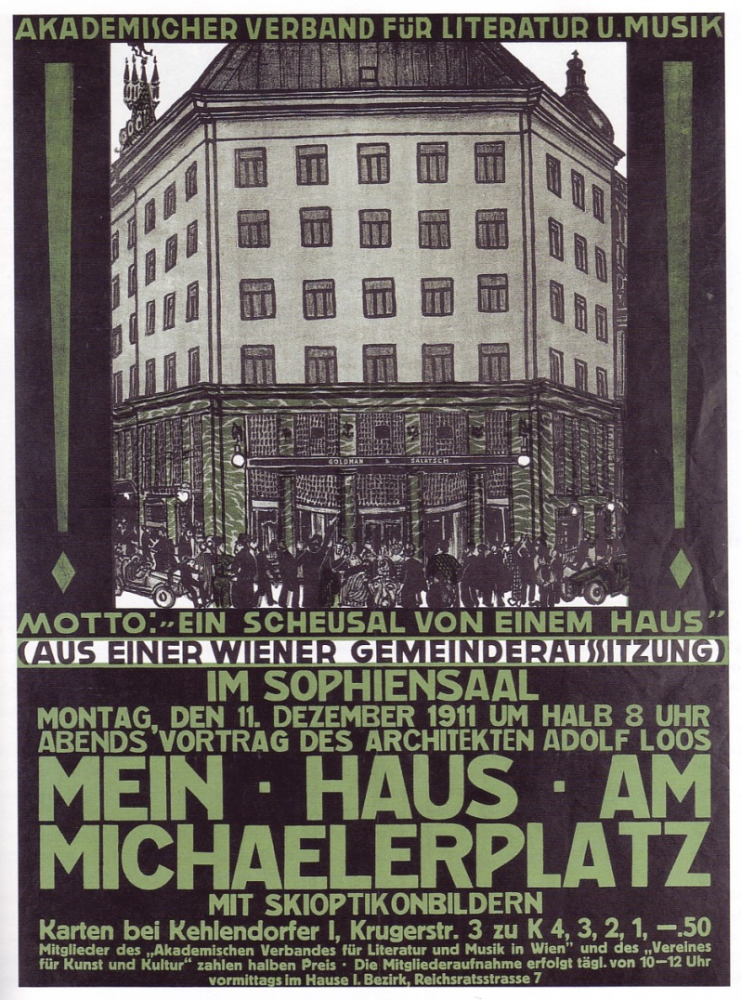 AKADEMISCHER VERBAND FÜR LITERATUR U. MUSIK
GOLDMAN & SALATSCH
MOTTO: „EIN SCHEUSAL VON EINEM HAUS"
(AUS EINER WIENER GEMEINDERATSSITZUNG)
IM SOPHIENSAAL
MONTAG, DEN 11. DEZEMBER 1911 UM HALB 8 UHR
ABENDS VORTRAG DES ARCHITEKTEN ADOLF LOOS
MEIN · HAUS · AM
MICHAELERPLATZ
MIT SKIOPTIKONBILDERN
Karten bei Kehlendorfer I, Krugerstr. 3 zu K 4, 3, 2, 1, —.50
Mitglieder des „Akademischen Verbandes für Literatur und Musik in Wien" und des „Vereines
für Kunst und Kultur" zahlen halben Preis · Die Mitgliederaufnahme erfolgt tägl. von 10—12 Uhr
vormittags im Hause I. Bezirk, Reichsratsstrasse 7